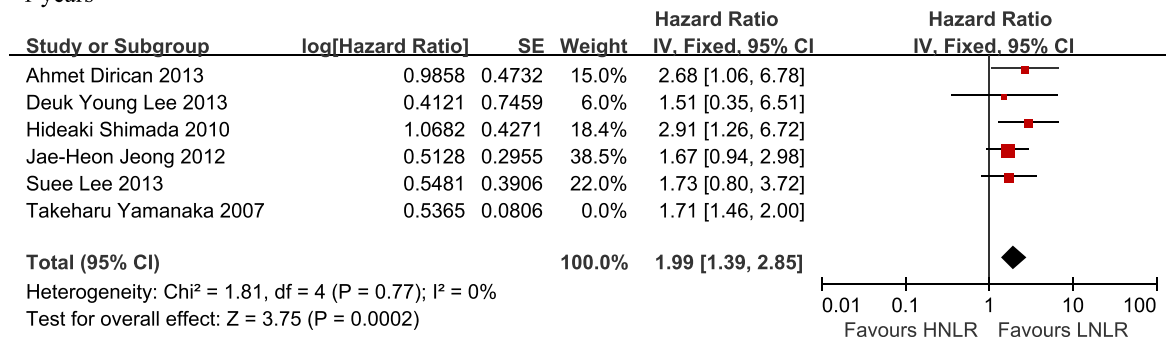 Hazard Ratio Hazard Ratio
Study or Subgroup log[Hazard Ratio] SE Weight IV, Fixed, 95% CI IV, Fixed, 95% CI
Ahmet Dirican 2013 0.9858 0.4732 15.0% 2.68 [1.06, 6.78]
Deuk Young Lee 2013 0.4121 0.7459 6.0% 1.51 [0.35, 6.51]
Hideaki Shimada 2010 1.0682 0.4271 18.4% 2.91 [1.26, 6.72]
Jae-Heon Jeong 2012 0.5128 0.2955 38.5% 1.67 [0.94, 2.98]
Suee Lee 2013 0.5481 0.3906 22.0% 1.73 [0.80, 3.72]
Takeharu Yamanaka 2007 0.5365 0.0806 0.0% 1.71 [1.46, 2.00]
Total (95% CI) 100.0% 1.99 [1.39, 2.85]
Heterogeneity: Chi² = 1.81, df = 4 (P = 0.77); I² = 0%
Test for overall effect: Z = 3.75 (P = 0.0002)
0.01 0.1 1 10 100
Favours HNLR Favours LNLR